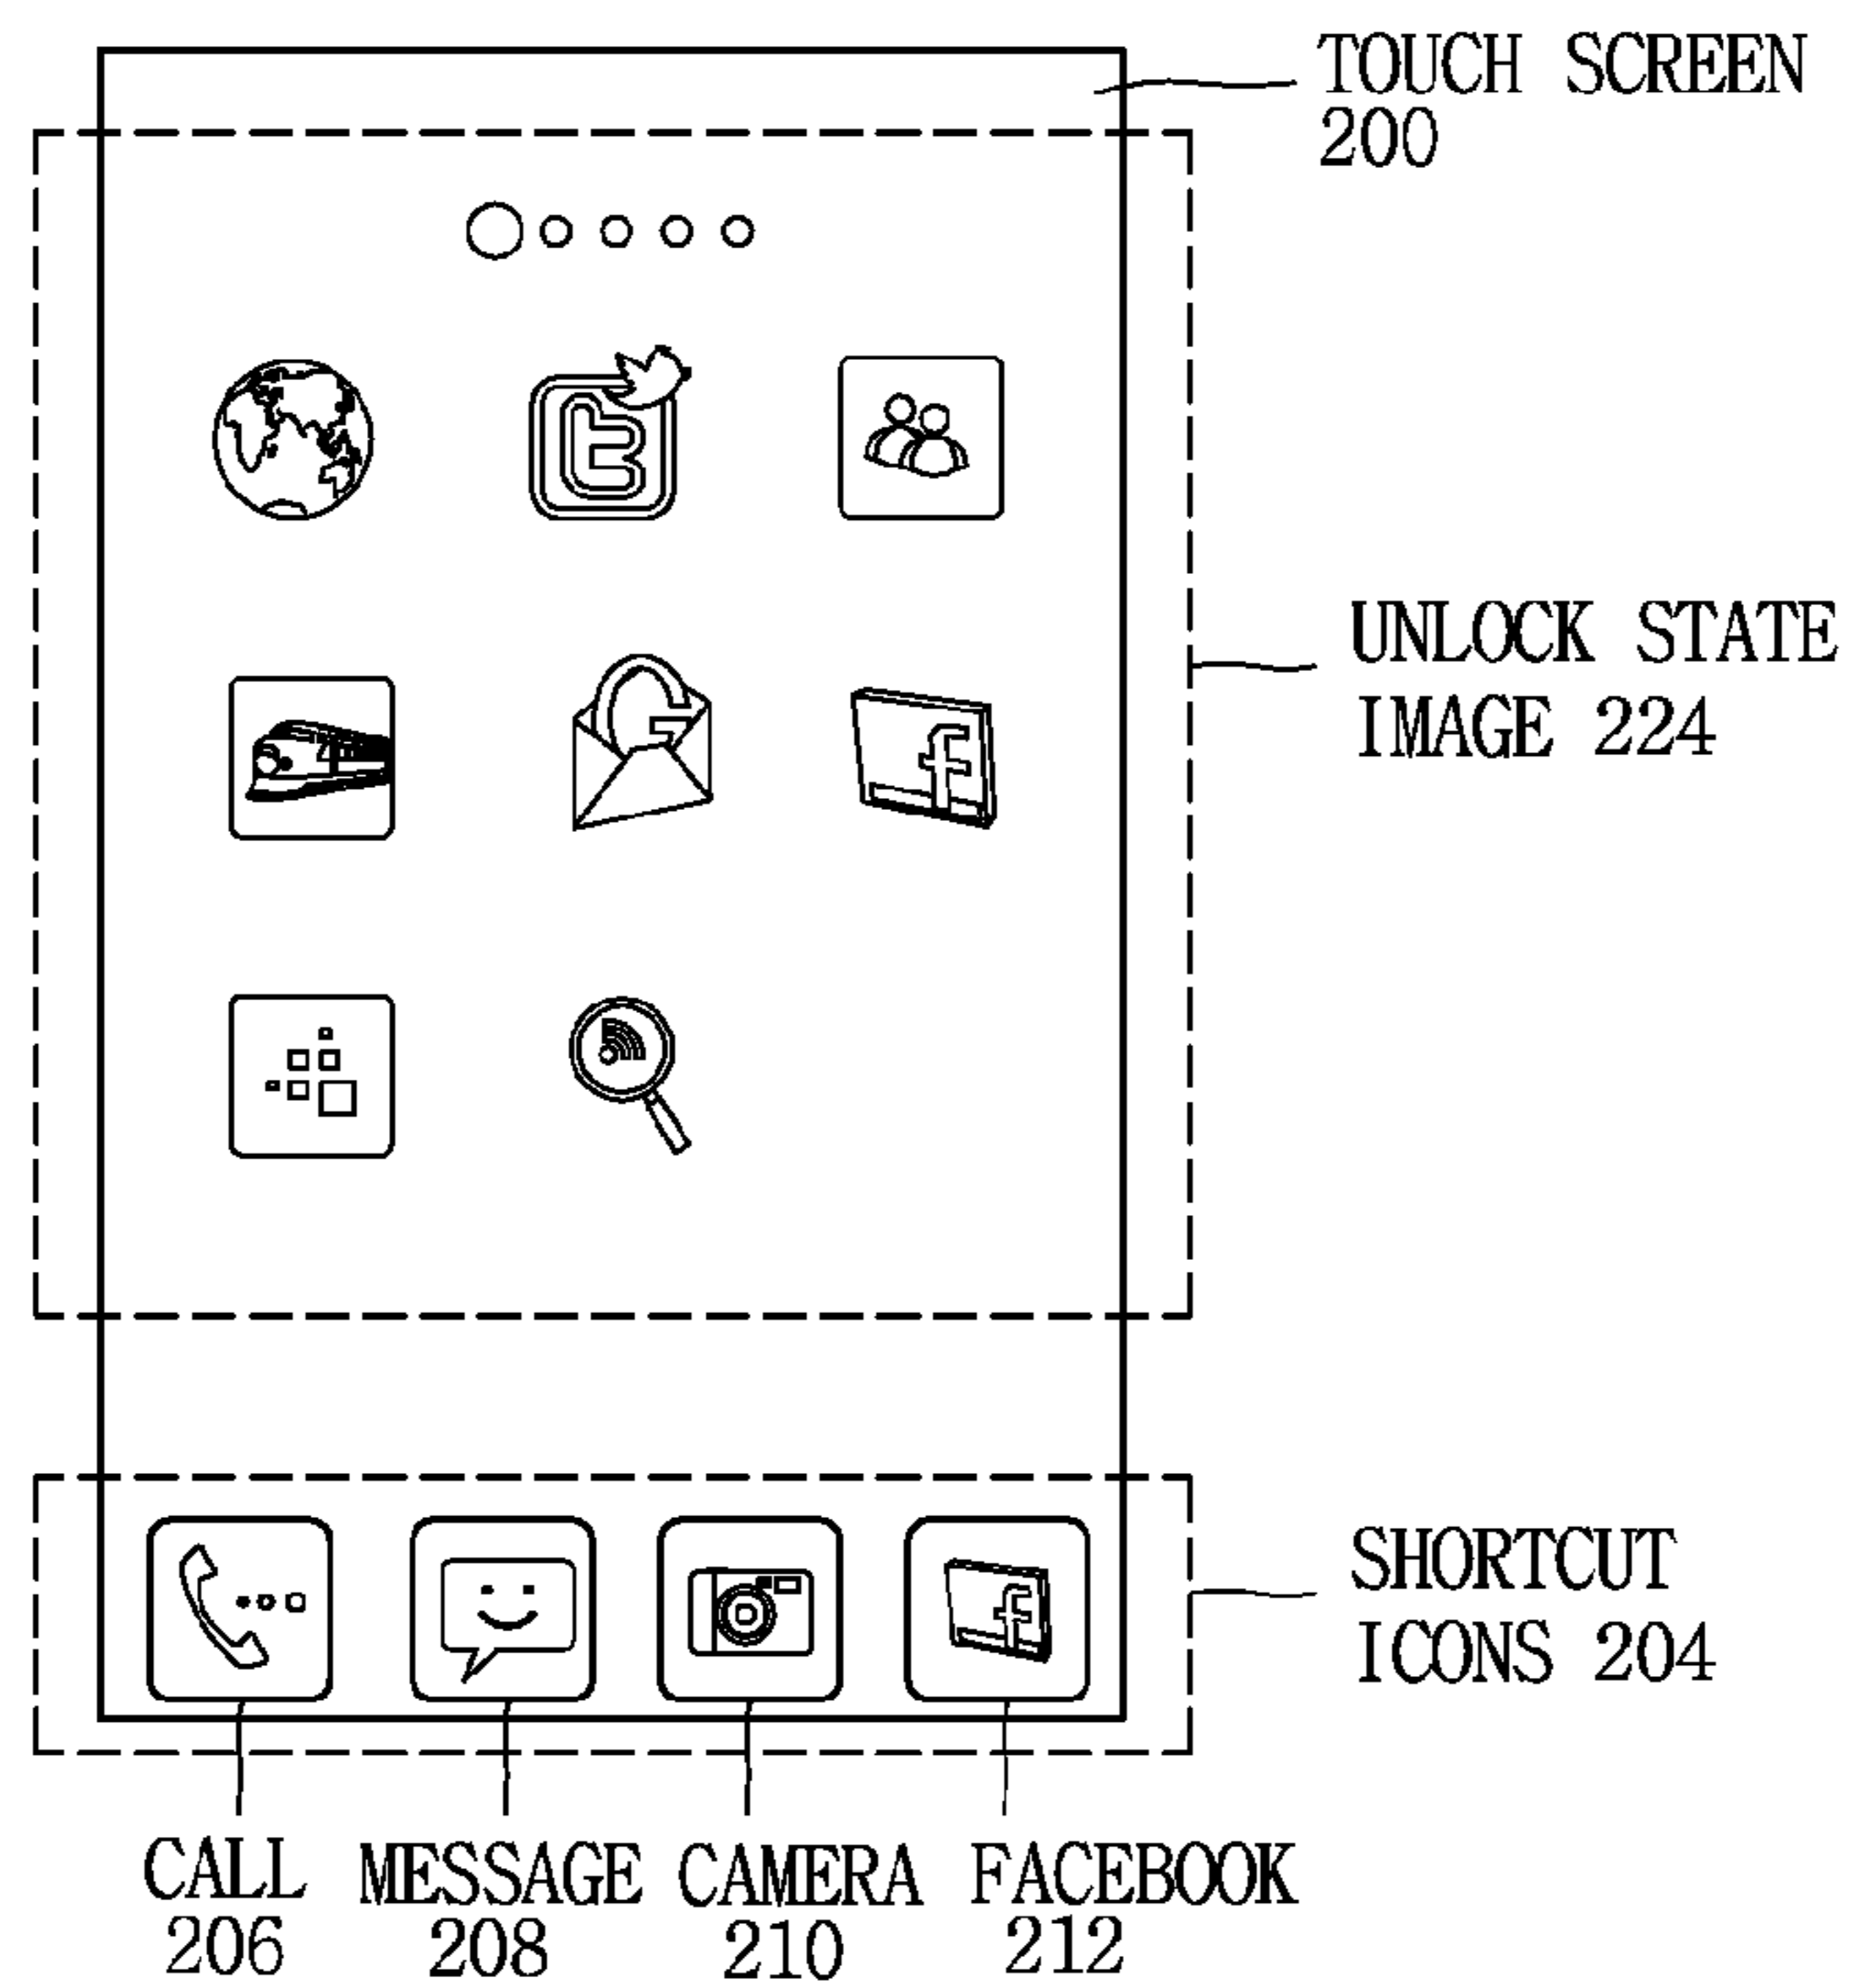 TOUCH SCREEN
200
t
UNLOCK STATE
IMAGE 224
G
f
SHORTCUT
ICONS 204
f
CALL MESSAGE CAMERA FACEBOOK
206 208 210 212